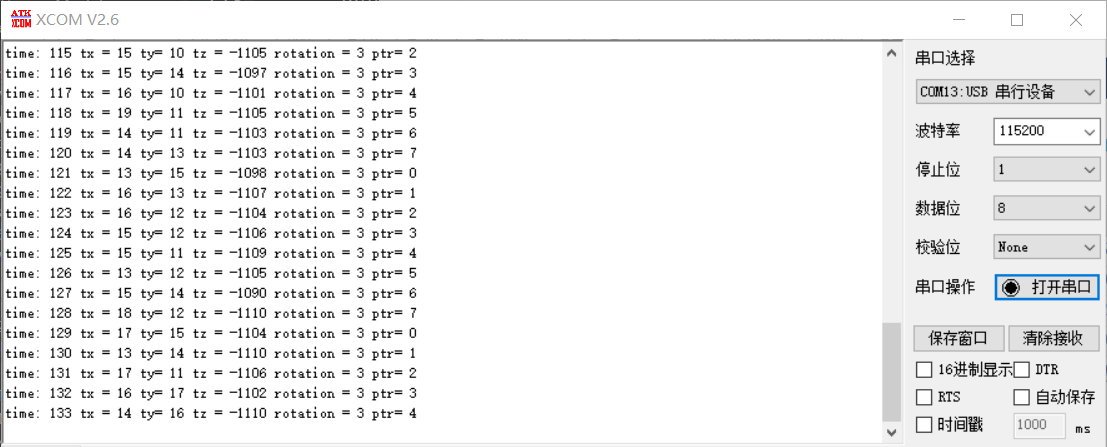 ATK XCOM XCOM V2.6
time: 115 tx = 15 ty= 10 tz = -1105 rotation = 3 ptr= 2
time: 116 tx = 15 ty= 14 tz = -1097 rotation = 3 ptr= 3
time: 117 tx = 16 ty= 10 tz = -1101 rotation = 3 ptr= 4
time: 118 tx = 19 ty= 11 tz = -1105 rotation = 3 ptr= 5
time: 119 tx = 14 ty= 11 tz = -1103 rotation = 3 ptr= 6
time: 120 tx = 14 ty= 13 tz = -1103 rotation = 3 ptr= 7
time: 121 tx = 13 ty= 15 tz = -1098 rotation = 3 ptr= 0
time: 122 tx = 16 ty= 13 tz = -1107 rotation = 3 ptr= 1
time: 123 tx = 16 ty= 12 tz = -1104 rotation = 3 ptr= 2
time: 124 tx = 15 ty= 12 tz = -1106 rotation = 3 ptr= 3
time: 125 tx = 15 ty= 11 tz = -1109 rotation = 3 ptr= 4
time: 126 tx = 13 ty= 12 tz = -1105 rotation = 3 ptr= 5
time: 127 tx = 15 ty= 14 tz = -1090 rotation = 3 ptr= 6
time: 128 tx = 18 ty= 12 tz = -1110 rotation = 3 ptr= 7
time: 129 tx = 17 ty= 15 tz = -1104 rotation = 3 ptr= 0
time: 130 tx = 13 ty= 14 tz = -1110 rotation = 3 ptr= 1
time: 131 tx = 17 ty= 11 tz = -1106 rotation = 3 ptr= 2
time: 132 tx = 16 ty= 17 tz = -1102 rotation = 3 ptr= 3
time: 133 tx = 14 ty= 16 tz = -1110 rotation = 3 ptr= 4
串口选择
COM13:USB 串行设备
波特率 115200
停止位 1
数据位 8
校验位 None
串口操作 打开串口
保存窗口 清除接收
16进制显示 DTR
RTS 自动保存
时间戳 1000 ms